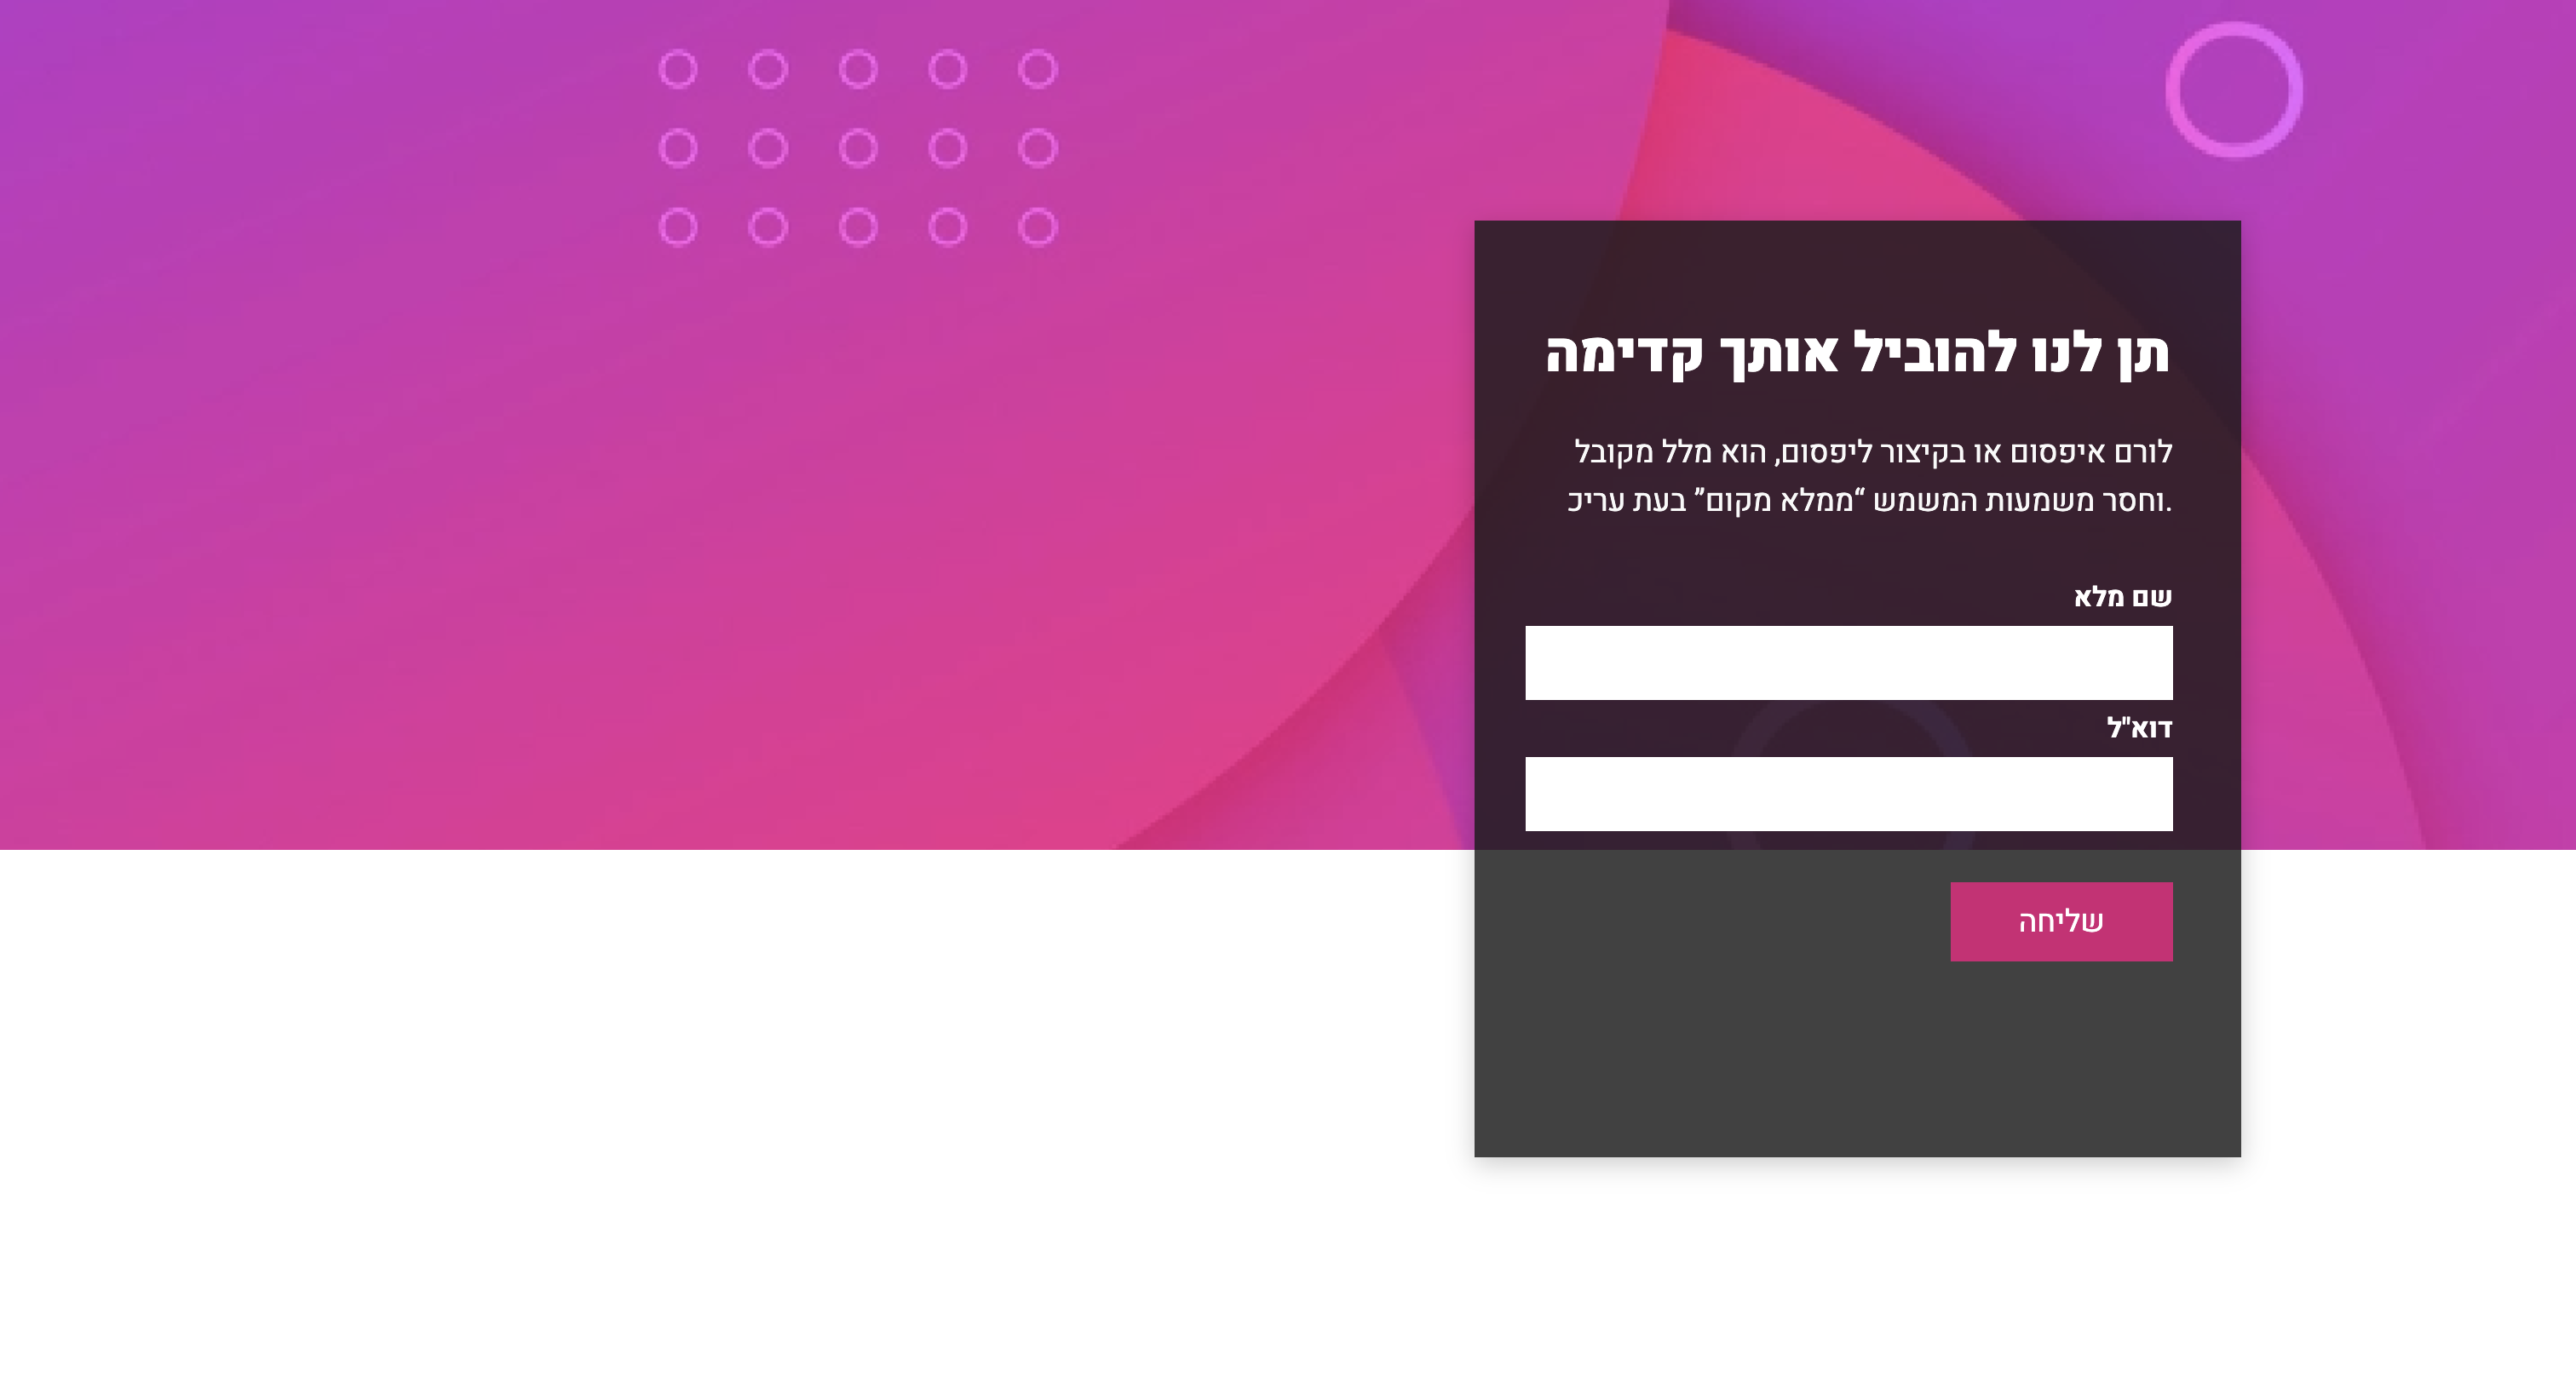 תן לנו להוביל אותך קדימה
לורם איפסום או בקיצור ליפסום, הוא מלל מקובל
.וחסר משמעות המשמש “ממלא מקום” בעת עריכ
שם מלא
דוא"ל
שליחה